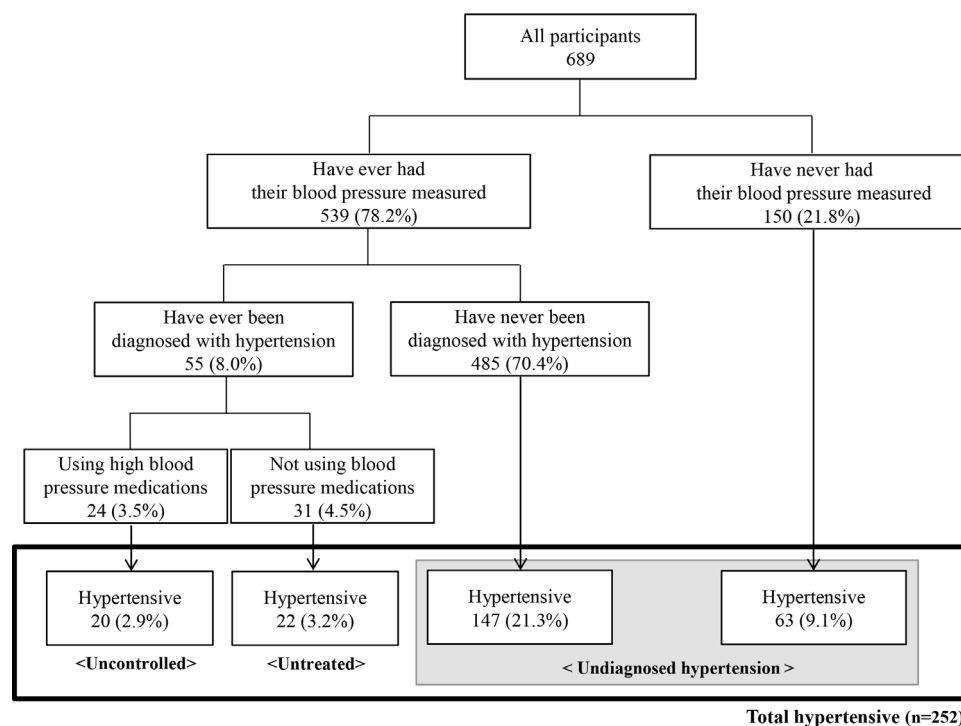 All participants
689
Have ever had
their blood pressure measured
539 (78.2%)
Have never had
their blood pressure measured
150 (21.8%)
Have ever been
diagnosed with hypertension
55 (8.0%)
Have never been
diagnosed with hypertension
485 (70.4%)
Using high blood
pressure medications
24 (3.5%)
Not using blood
pressure medications
31 (4.5%)
Hypertensive
20 (2.9%)
Hypertensive
22 (3.2%)
Hypertensive
147 (21.3%)
Hypertensive
63 (9.1%)
<Uncontrolled>
<Untreated>
< Undiagnosed hypertension >
Total hypertensive (n=252)